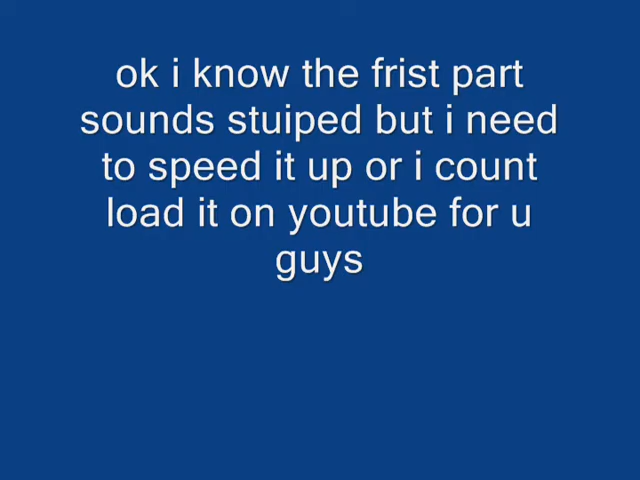 ok i know the frist part
sounds stuiped but i need
to speed it up or i count
load it on youtube for u
guys